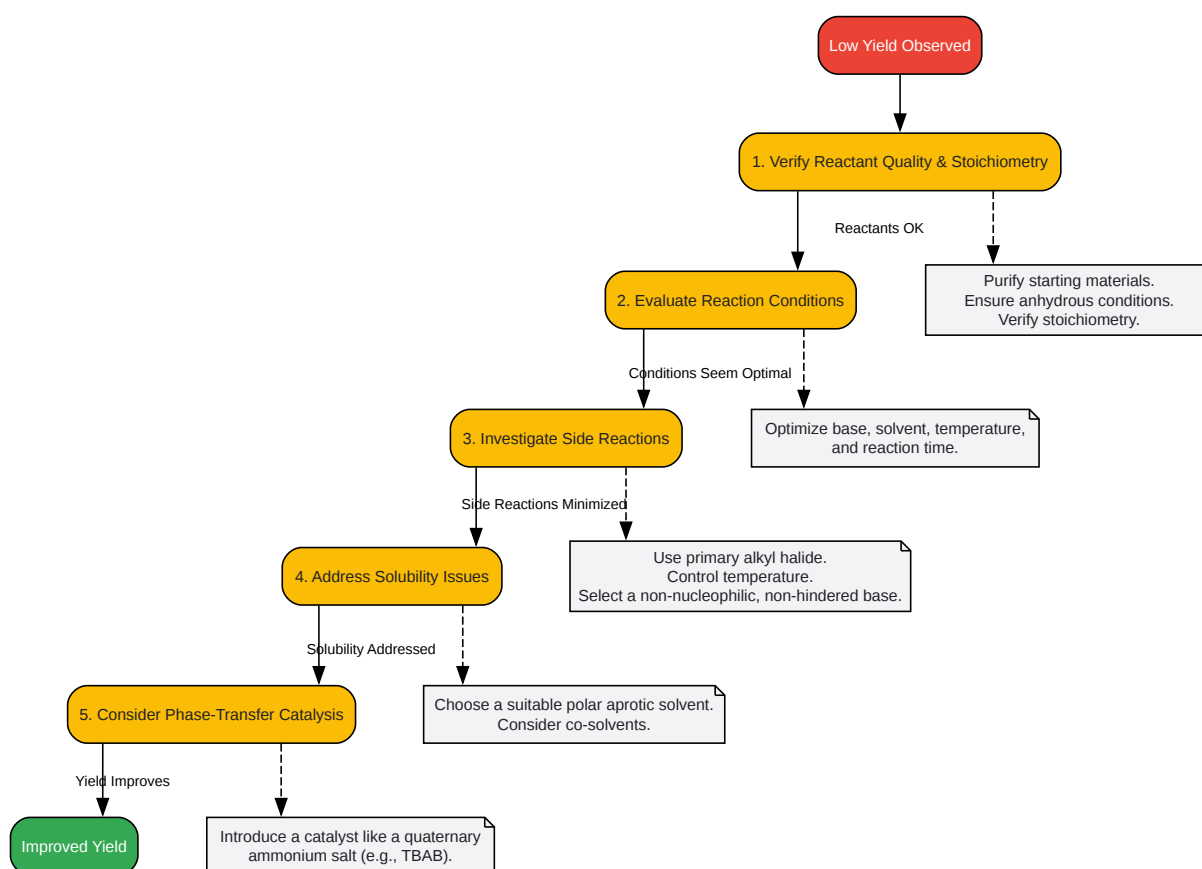 Low Yield Observed
1. Verify Reactant Quality & Stoichiometry
Reactants OK
Purify starting materials.
Ensure anhydrous conditions.
Verify stoichiometry.
2. Evaluate Reaction Conditions
Conditions Seem Optimal
Optimize base, solvent, temperature,
and reaction time.
3. Investigate Side Reactions
Side Reactions Minimized
Use primary alkyl halide.
Control temperature.
Select a non-nucleophilic, non-hindered base.
4. Address Solubility Issues
Solubility Addressed
Choose a suitable polar aprotic solvent.
Consider co-solvents.
5. Consider Phase-Transfer Catalysis
Yield Improves
Improved Yield
Introduce a catalyst like a quaternary
ammonium salt (e.g., TBAB).